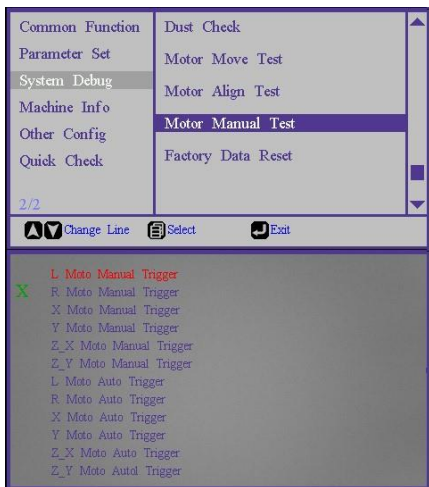 Common Function
Parameter Set
System Debug
Machine Info
Other Config
Quick Check
2/2
Dust Check
Motor Move Test
Motor Align Test
Motor Manual Test
Factory Data Reset
Change Line Select Exit
L Moto Manual Trigger
X R Moto Manual Trigger
X Moto Manual Trigger
Y Moto Manual Trigger
Z_X Moto Manual Trigger
Z_Y Moto Manual Trigger
L Moto Auto Trigger
R Moto Auto Trigger
X Moto Auto Trigger
Y Moto Auto Trigger
Z_X Moto Auto Trigger
Z_Y Moto Autol Trigger